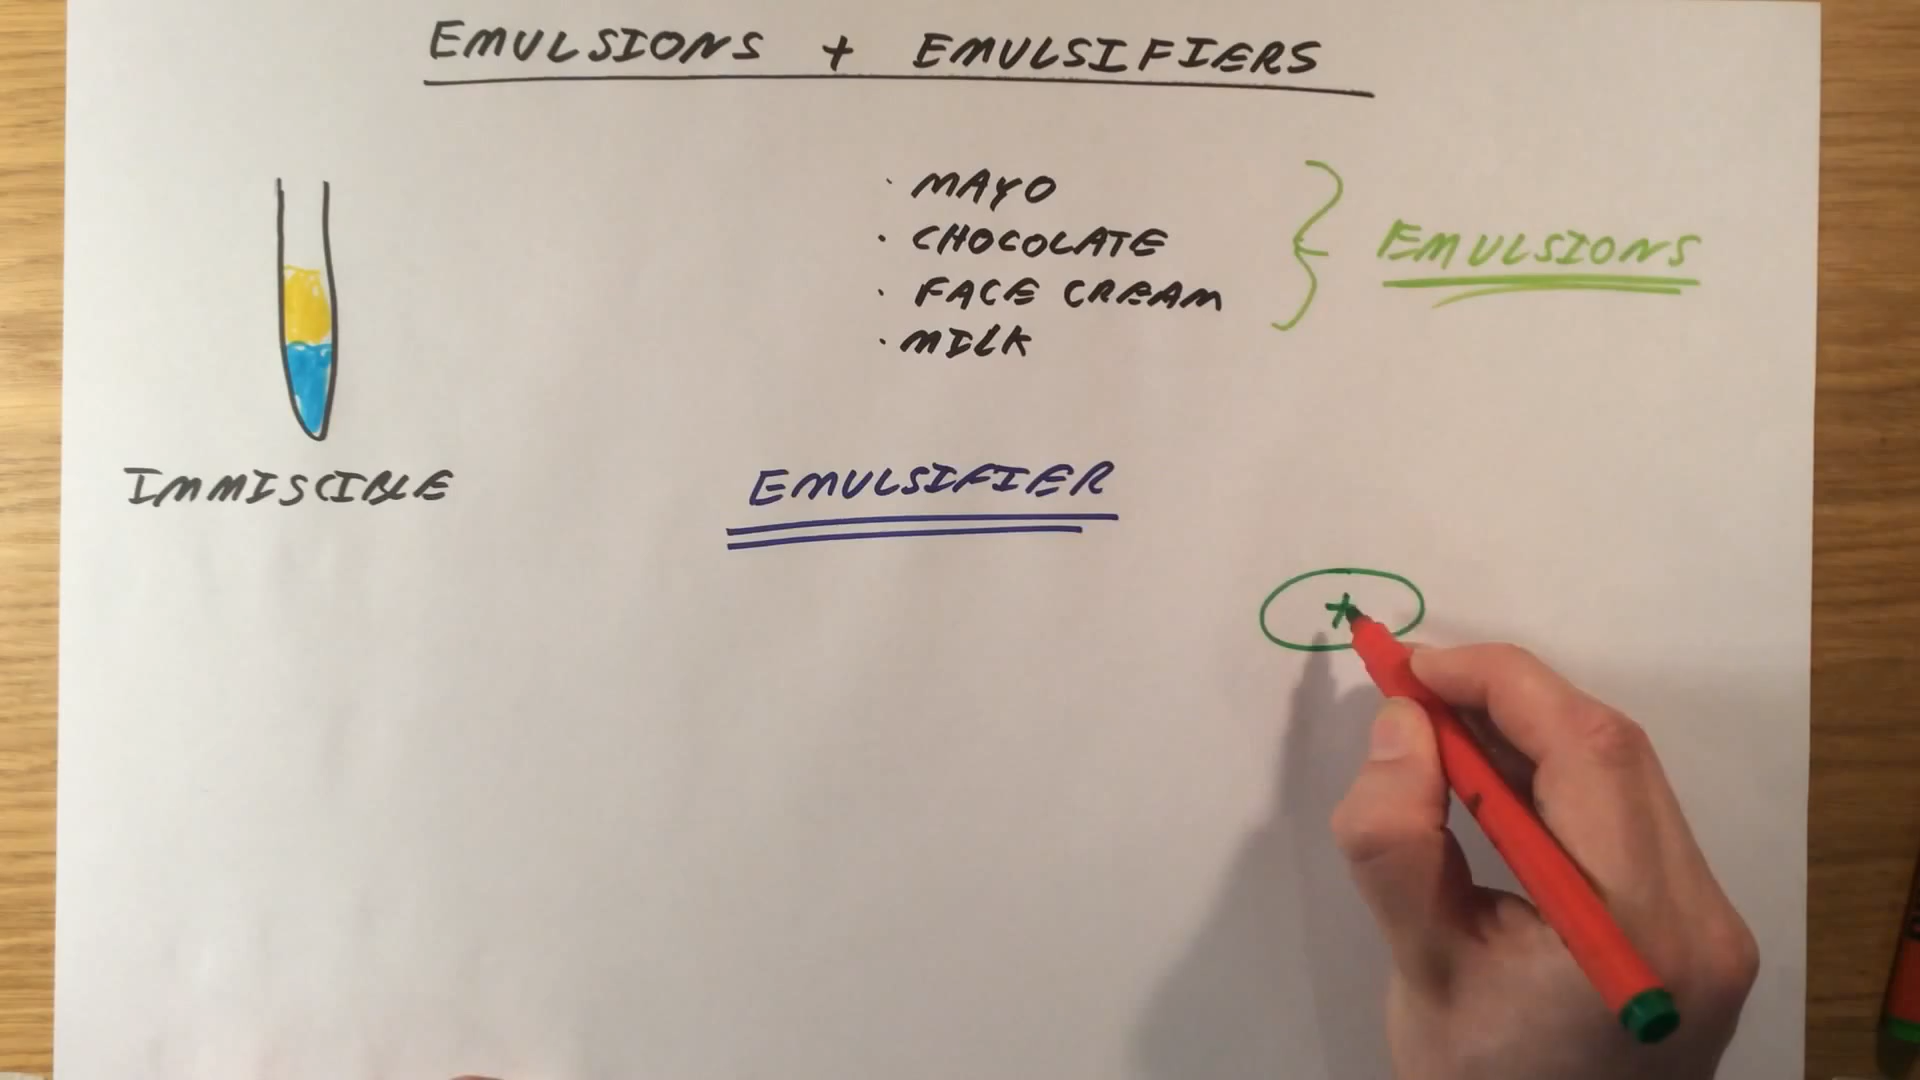 EMULSIONS + EMULSIFIERS
· MAYO
· CHOCOLATE
· FACE CREAM
· MILK
EMULSIONS
IMMISCIBLE
EMULSIFIER
+